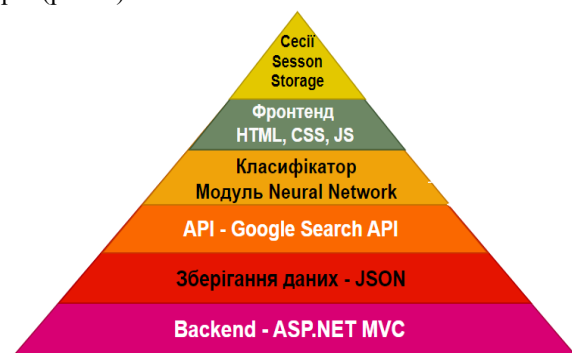 Сесії
Sesson
Storage
Фронтенд
HTML, CSS, JS
Класифікатор
Модуль Neural Network
API - Google Search API
Зберігання даних - JSON
Backend - ASP.NET MVC